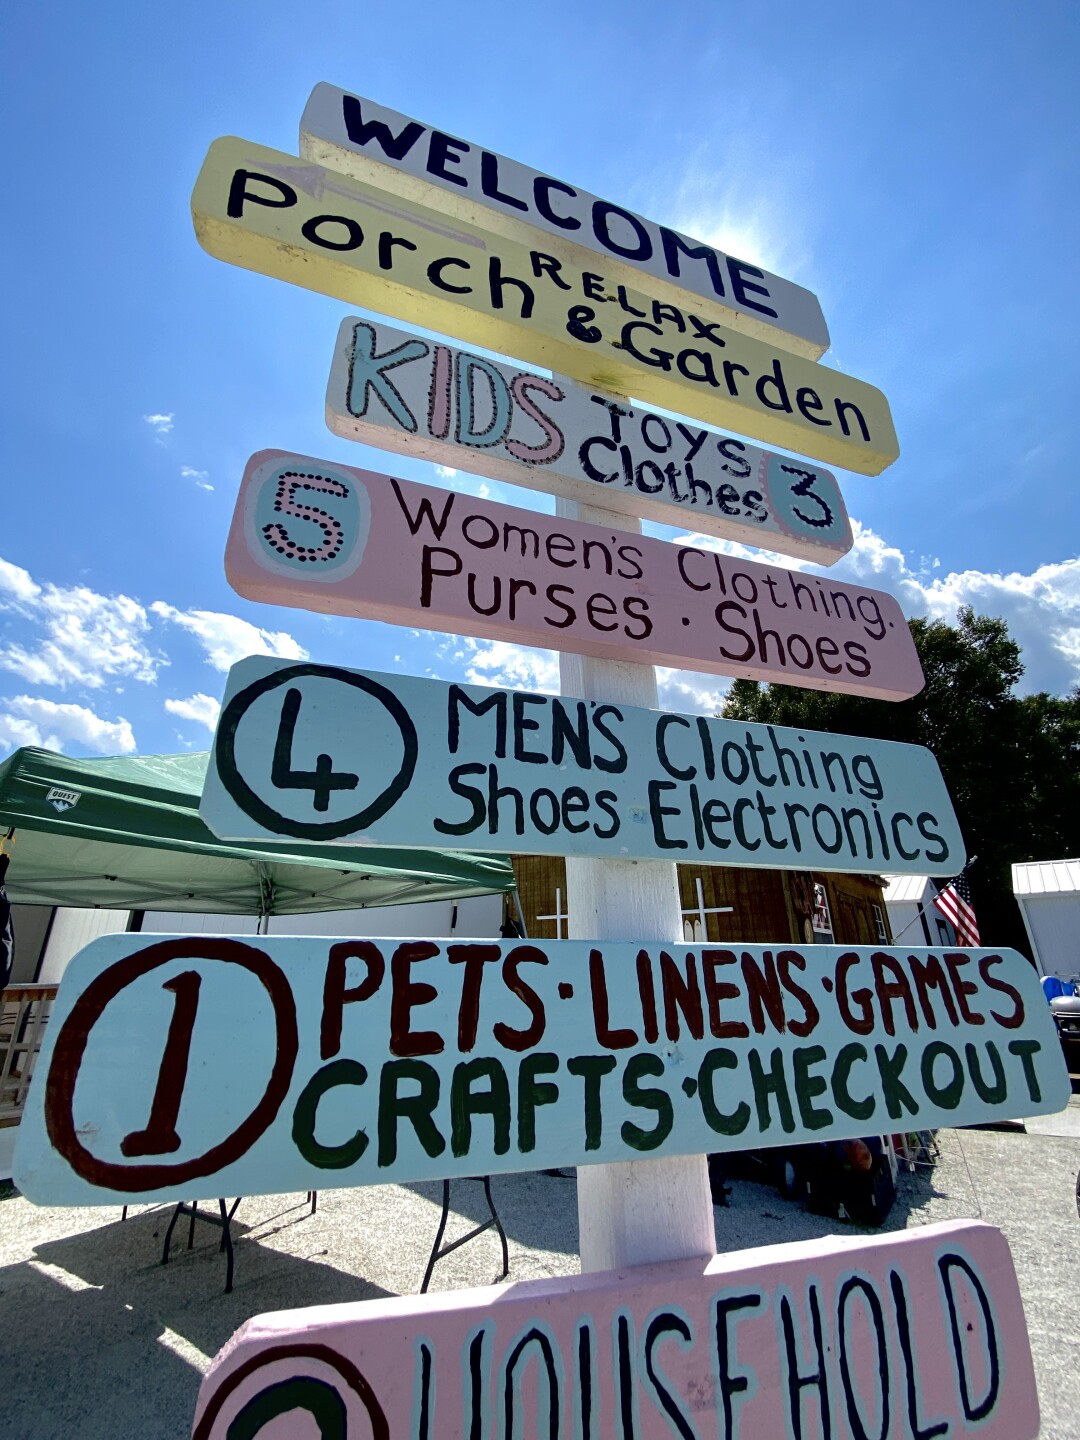 WELCOME
RELAX
Porch & Garden
KIDS TOYS
Clothes 3
5 Women's Clothing.
Purses · Shoes
4 MEN'S Clothing
Shoes Electronics
QUEST
1 PETS · LINENS · GAMES
CRAFTS · CHECKOUT
HOUSEHOLD